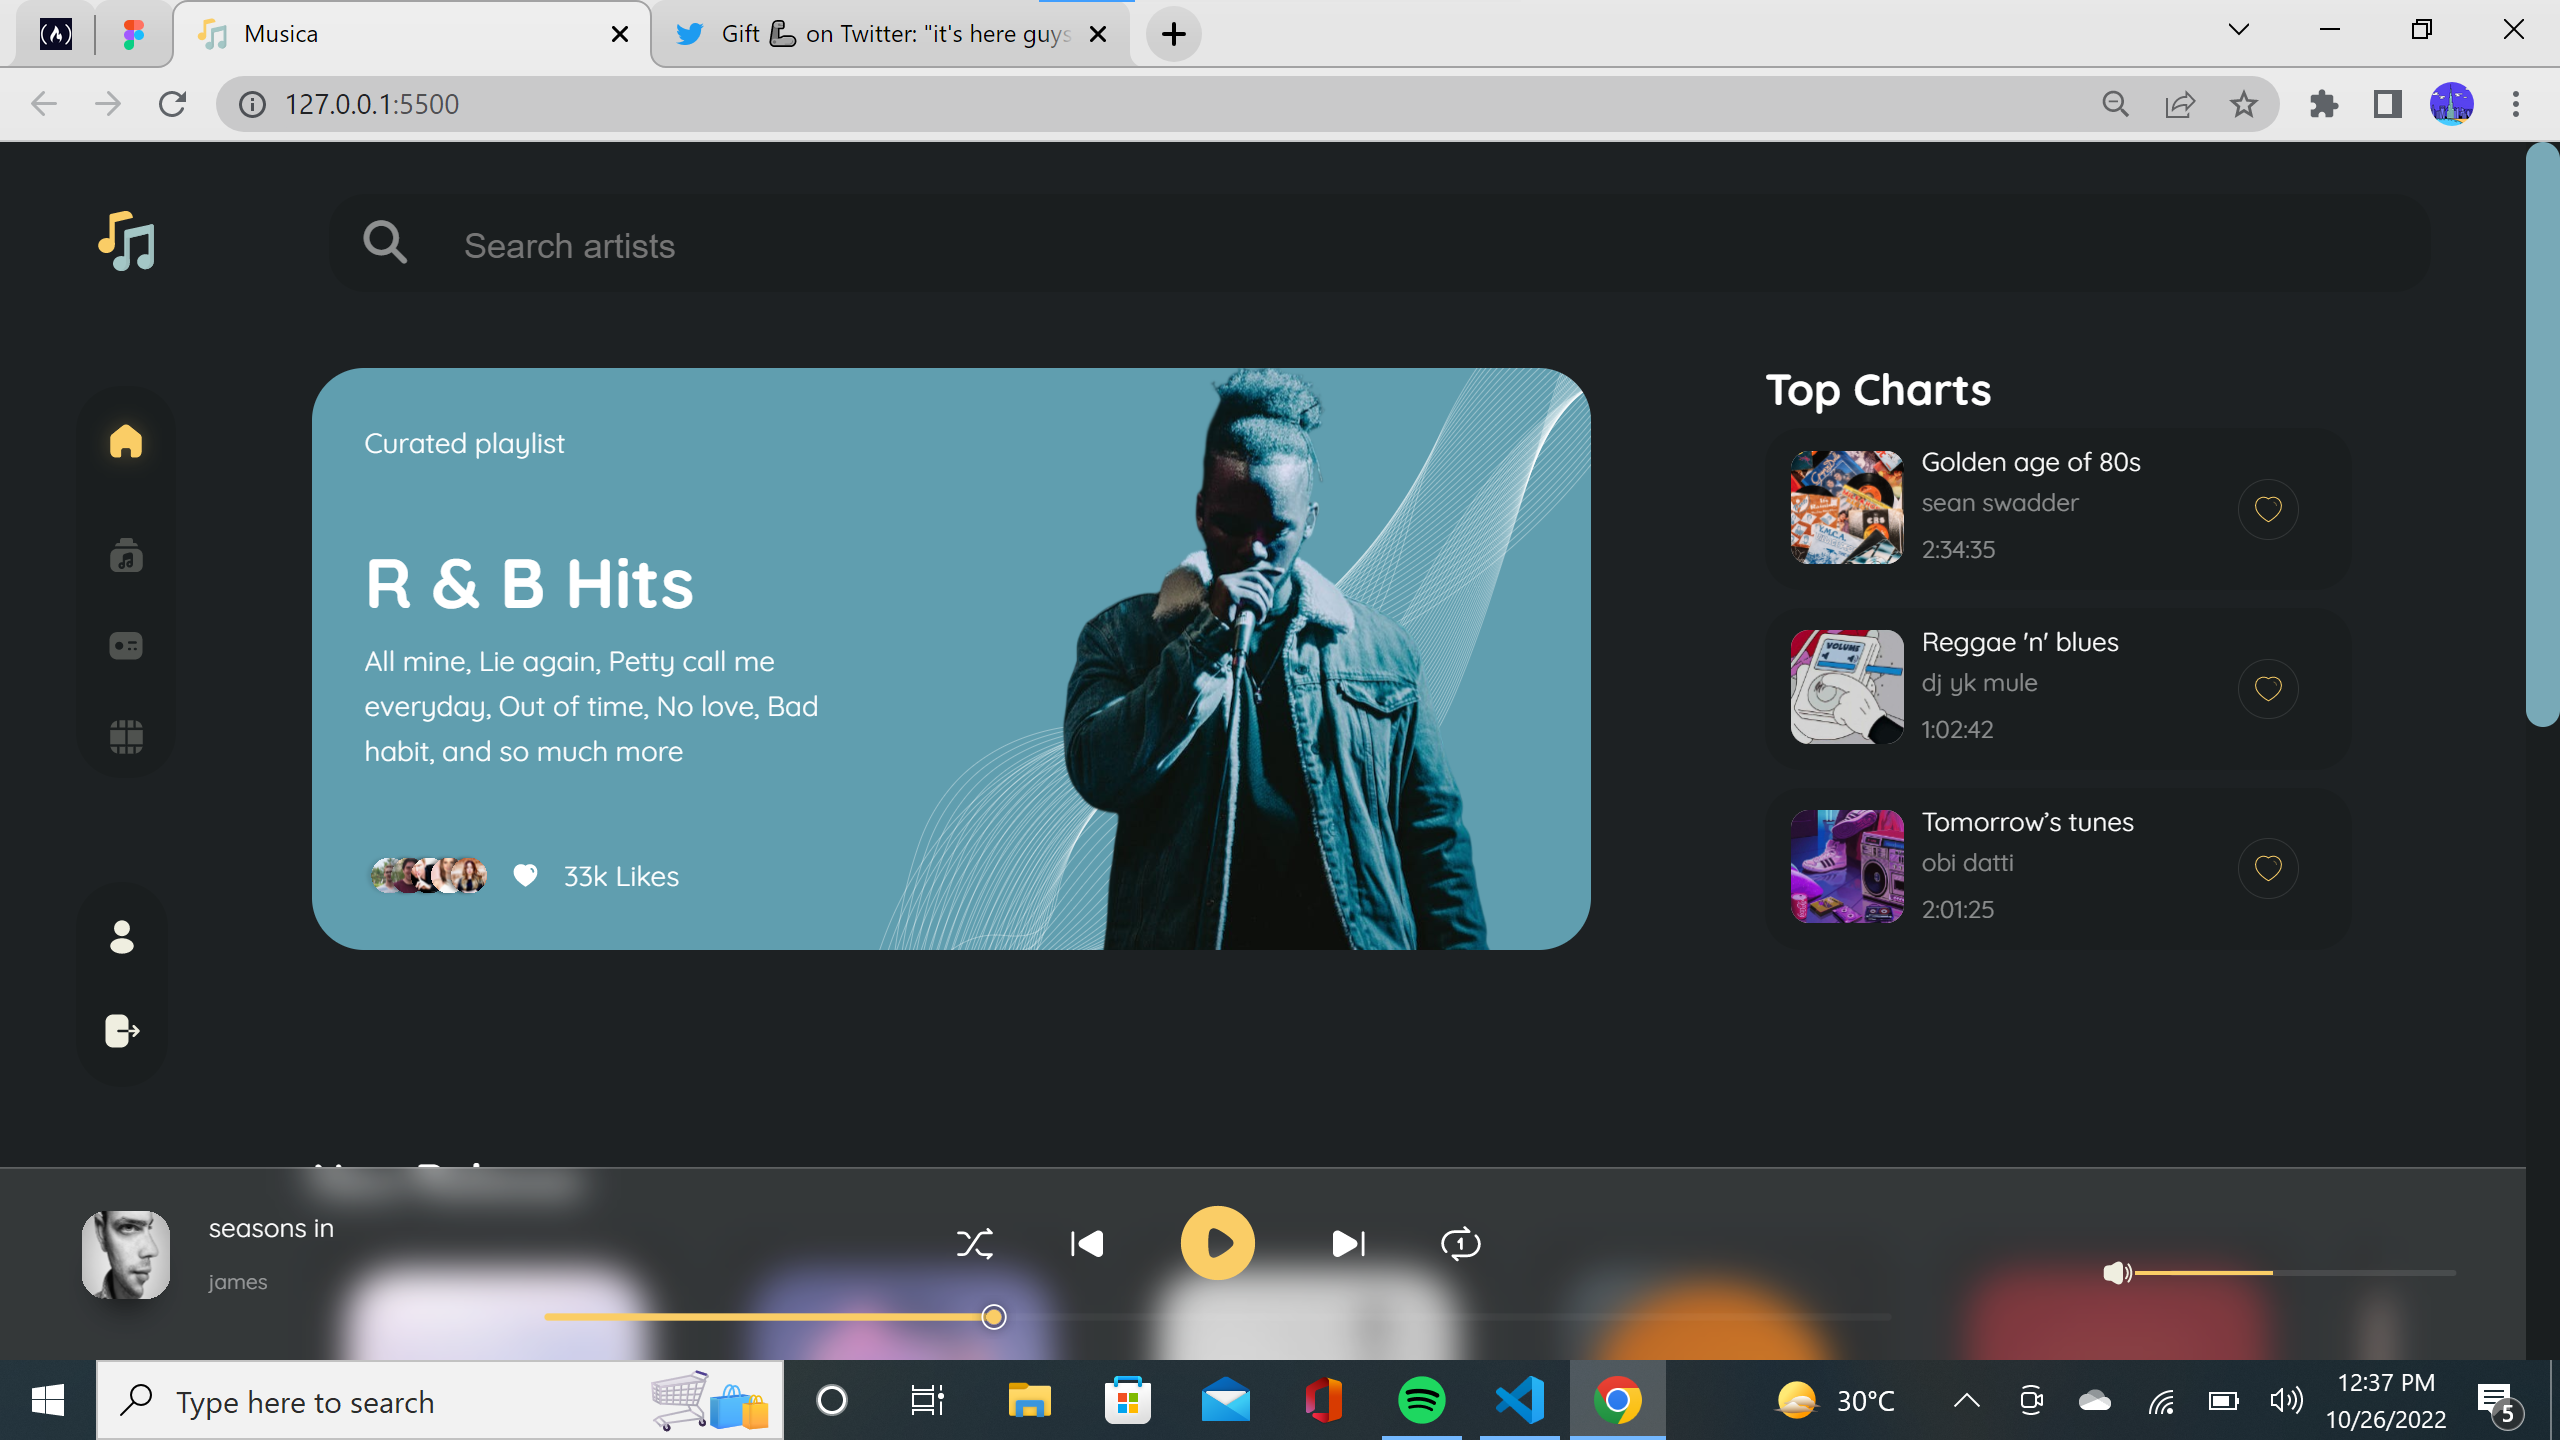 Musica
Gift 🦾 on Twitter: "it's here guys
127.0.0.1:5500
Search artists
Curated playlist
R & B Hits
All mine, Lie again, Petty call me
everyday, Out of time, No love, Bad
habit, and so much more
33k Likes
Top Charts
Golden age of 80s
sean swadder
2:34:35
Reggae 'n' blues
dj yk mule
1:02:42
VOLUME
Tomorrow's tunes
obi datti
2:01:25
seasons in
james
1
Type here to search
30°C
12:37 PM
10/26/2022
5